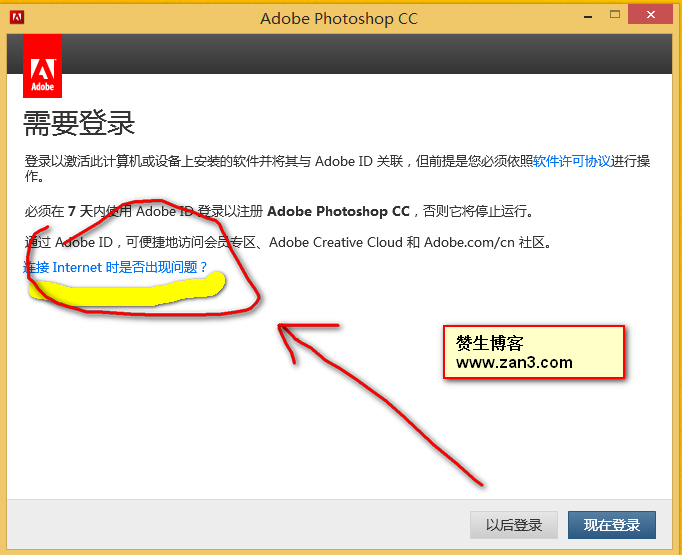 Adobe Photoshop CC
Adobe
需要登录
登录以激活此计算机或设备上安装的软件并将其与 Adobe ID 关联，但前提是您必须依照软件许可协议进行操
作。
必须在 7 天内使用 Adobe ID 登录以注册 Adobe Photoshop CC，否则它将停止运行。
通过 Adobe ID，可便捷地访问会员专区、Adobe Creative Cloud 和 Adobe.com/cn 社区。
连接 Internet 时是否出现问题？
赞生博客
www.zan3.com
以后登录
现在登录